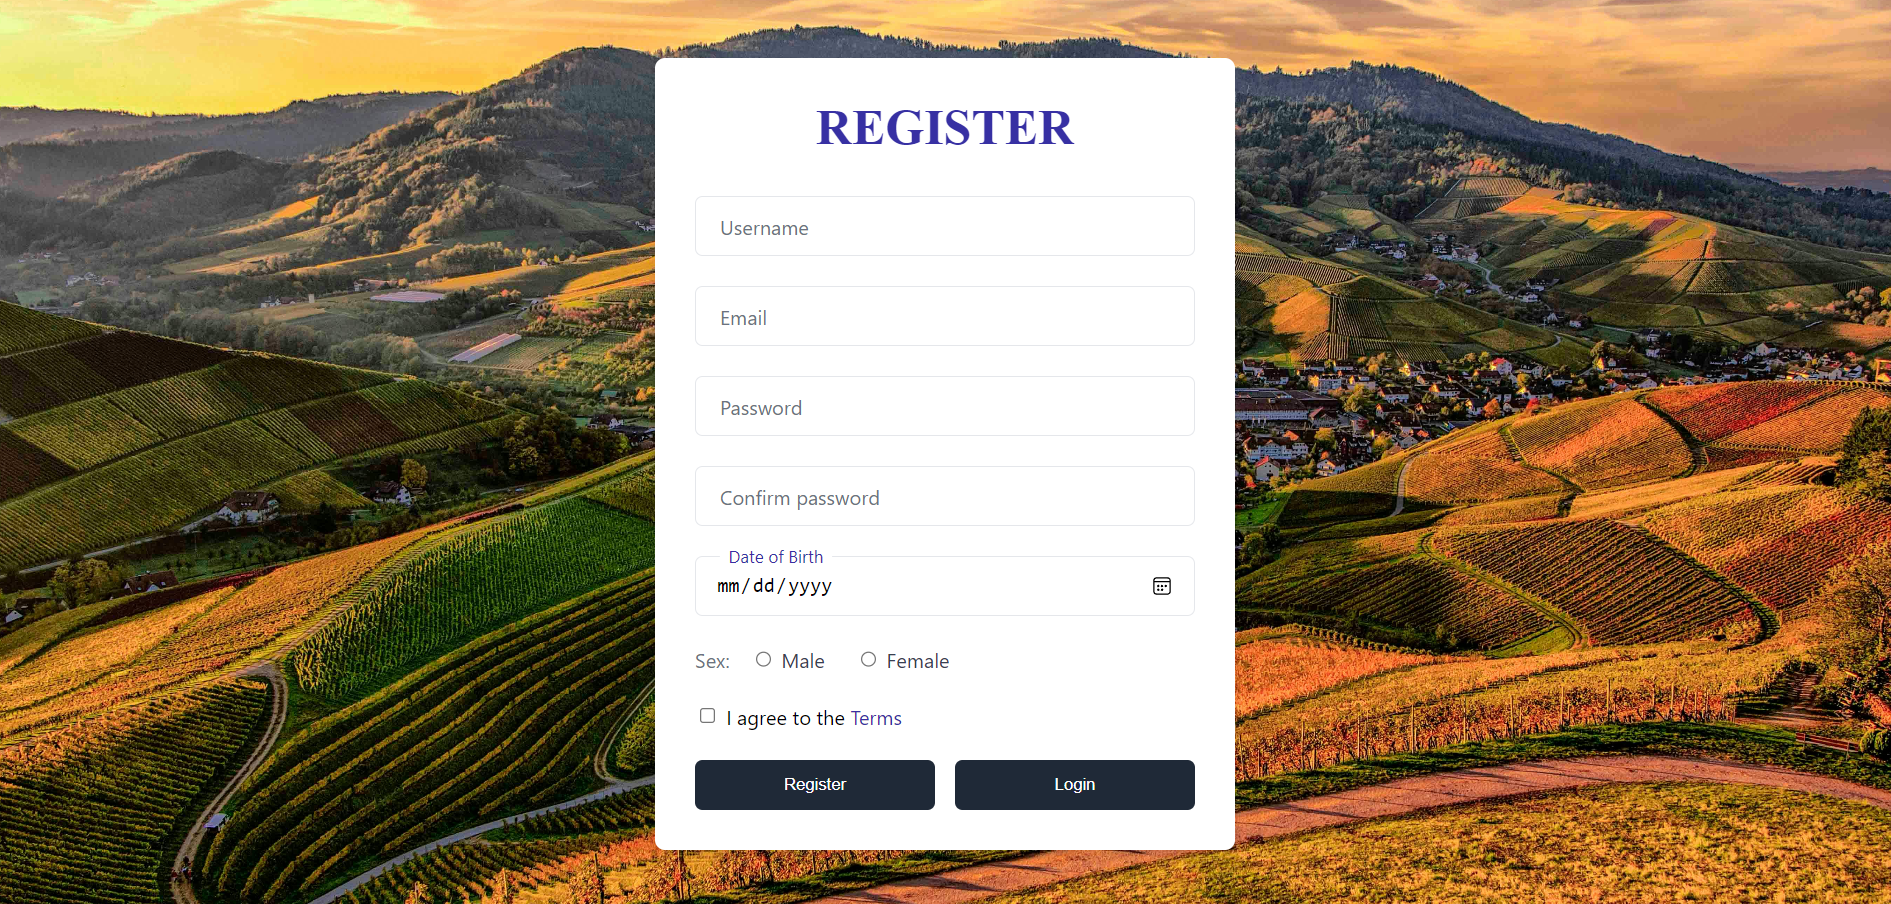 REGISTER
Username
Email
Password
Confirm password
Date of Birth
mm/dd/yyyy
Sex: Male Female
I agree to the Terms
Register Login